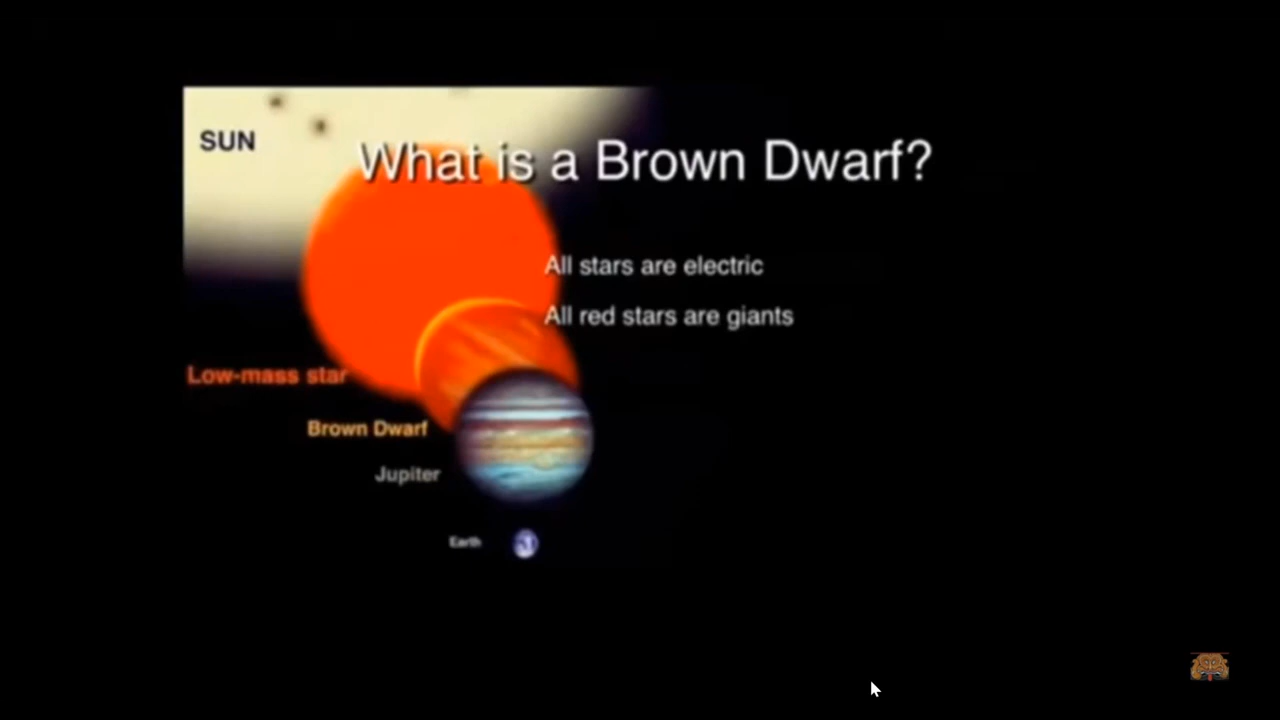 SUN
What is a Brown Dwarf?
All stars are electric
All red stars are giants
Low-mass star
Brown Dwarf
Jupiter
Earth